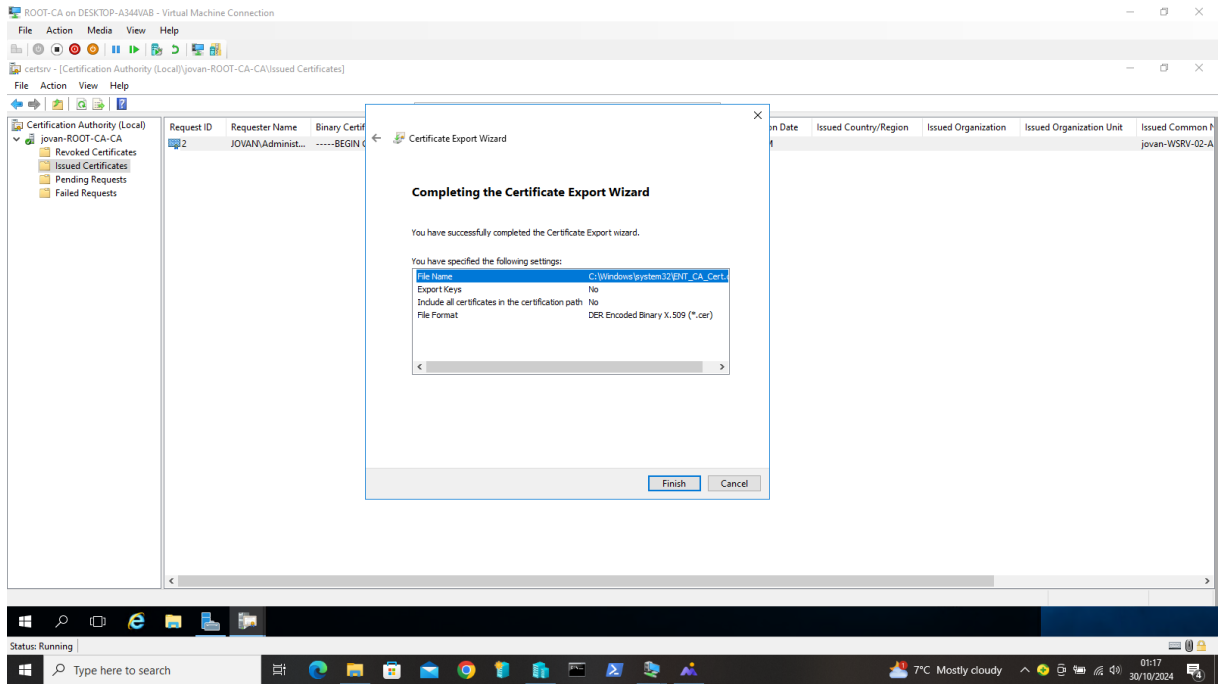 ROOT-CA on DESKTOP-A344VAB - Virtual Machine Connection
File Action Media View Help
certsrv - [Certification Authority (Local)\jovan-ROOT-CA-CA\Issued Certificates]
File Action View Help
Certification Authority (Local)
jovan-ROOT-CA-CA
Revoked Certificates
Issued Certificates
Pending Requests
Failed Requests
Request ID Requester Name Binary Certif on Date Issued Country/Region Issued Organization Issued Organization Unit Issued Common N
2 JOVAN\Administ... -----BEGIN C M jovan-WSRV-02-A
Certificate Export Wizard
Completing the Certificate Export Wizard
You have successfully completed the Certificate Export wizard.
You have specified the following settings:
File Name C:\Windows\system32\ENT_CA_Cert.c
Export Keys No
Include all certificates in the certification path No
File Format DER Encoded Binary X.509 (*.cer)
Finish Cancel
Status: Running
Type here to search
7°C Mostly cloudy
01:17
30/10/2024
4